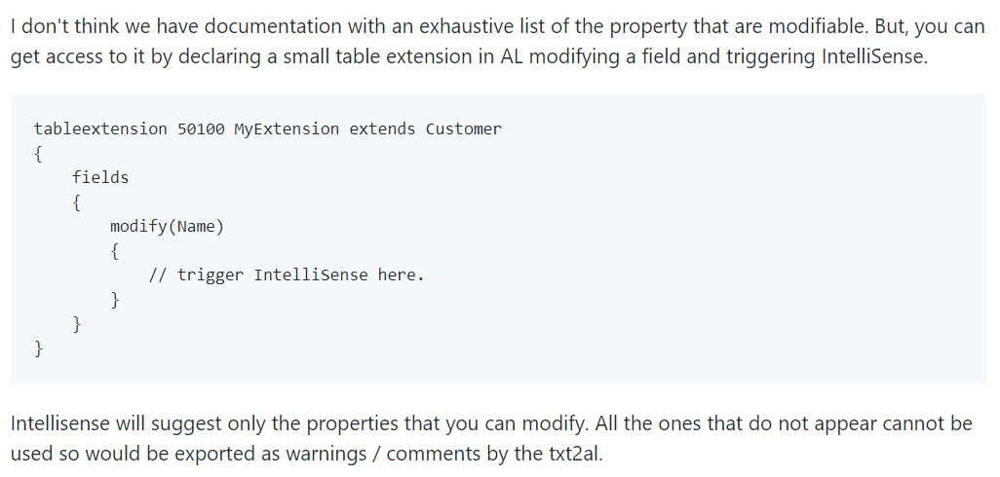 I don't think we have documentation with an exhaustive list of the property that are modifiable. But, you can
get access to it by declaring a small table extension in AL modifying a field and triggering IntelliSense.
tableextension 50100 MyExtension extends Customer
{
    fields
    {
        modify(Name)
        {
            // trigger IntelliSense here.
        }
    }
}
Intellisense will suggest only the properties that you can modify. All the ones that do not appear cannot be
used so would be exported as warnings / comments by the txt2al.